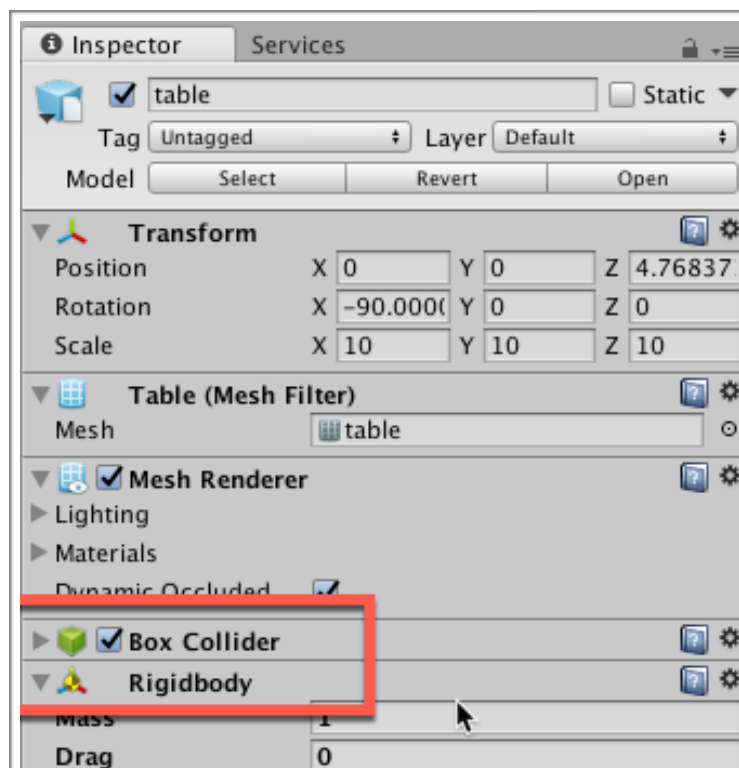 Inspector Services
table Static
Tag Untagged Layer Default
Model Select Revert Open
Transform
Position X 0 Y 0 Z 4.76837
Rotation X -90.000( Y 0 Z 0
Scale X 10 Y 10 Z 10
Table (Mesh Filter)
Mesh table
Mesh Renderer
Lighting
Materials
Dynamic Occluded
Box Collider
Rigidbody
Mass 1
Drag 0